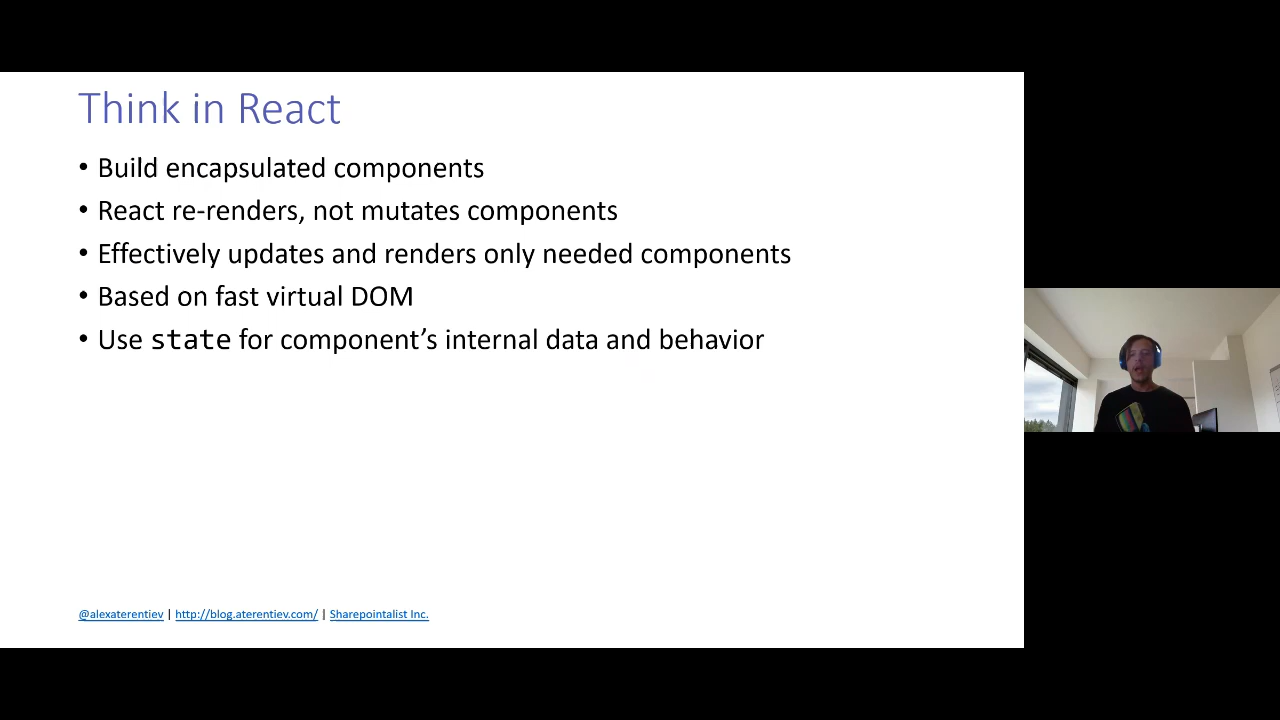 Think in React
• Build encapsulated components
• React re-renders, not mutates components
• Effectively updates and renders only needed components
• Based on fast virtual DOM
• Use state for component’s internal data and behavior
@alexaterentiev | http://blog.aterentiev.com/ | Sharepointalist Inc.